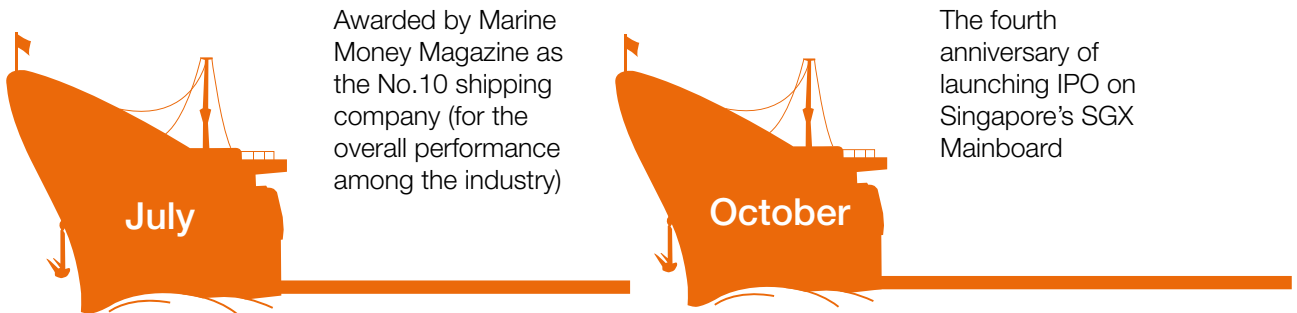 Awarded by Marine
Money Magazine as
the No.10 shipping
company (for the
overall performance
among the industry)
July
The fourth
anniversary of
launching IPO on
Singapore’s SGX
Mainboard
October